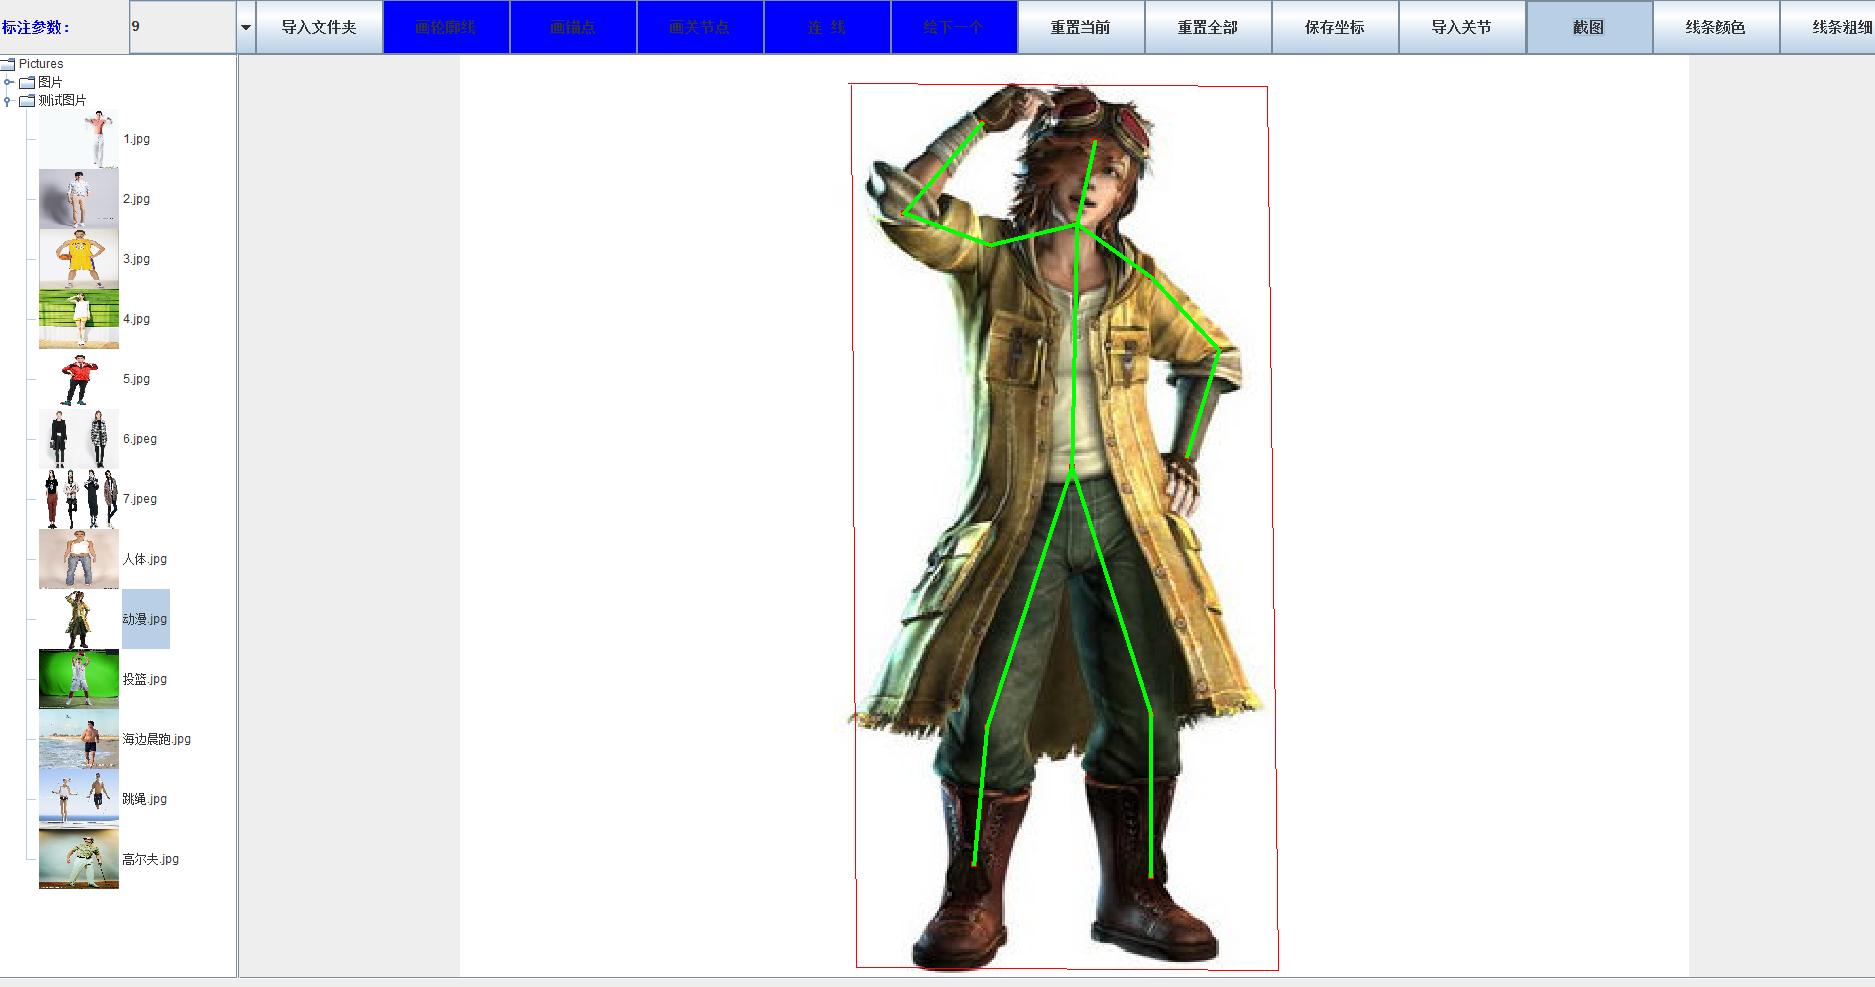 标注参数：
9
导入文件夹
画轮廓线
画锚点
画关节点
连 线
绘下一个
重置当前
重置全部
保存坐标
导入关节
截图
线条颜色
线条粗细
Pictures
图片
测试图片
1.jpg
2.jpg
3.jpg
4.jpg
5.jpg
6.jpeg
7.jpeg
人体.jpg
动漫.jpg
投篮.jpg
海边晨跑.jpg
跳绳.jpg
高尔夫.jpg